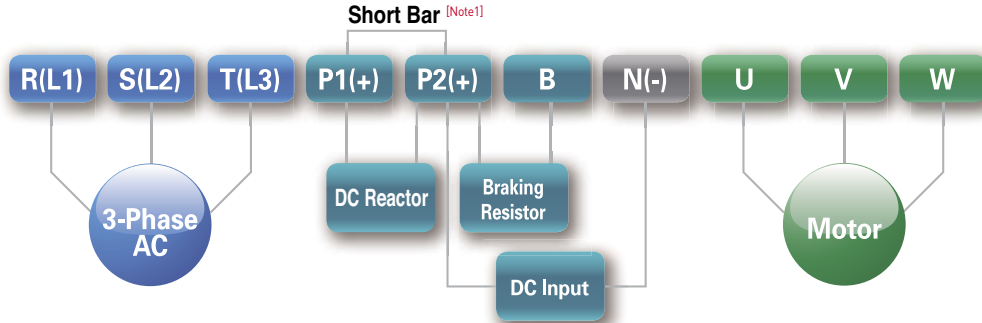 Short Bar [Note1]
R(L1) S(L2) T(L3) P1(+) P2(+) B N(-) U V W
3-Phase
AC
DC Reactor
Braking
Resistor
Motor
DC Input